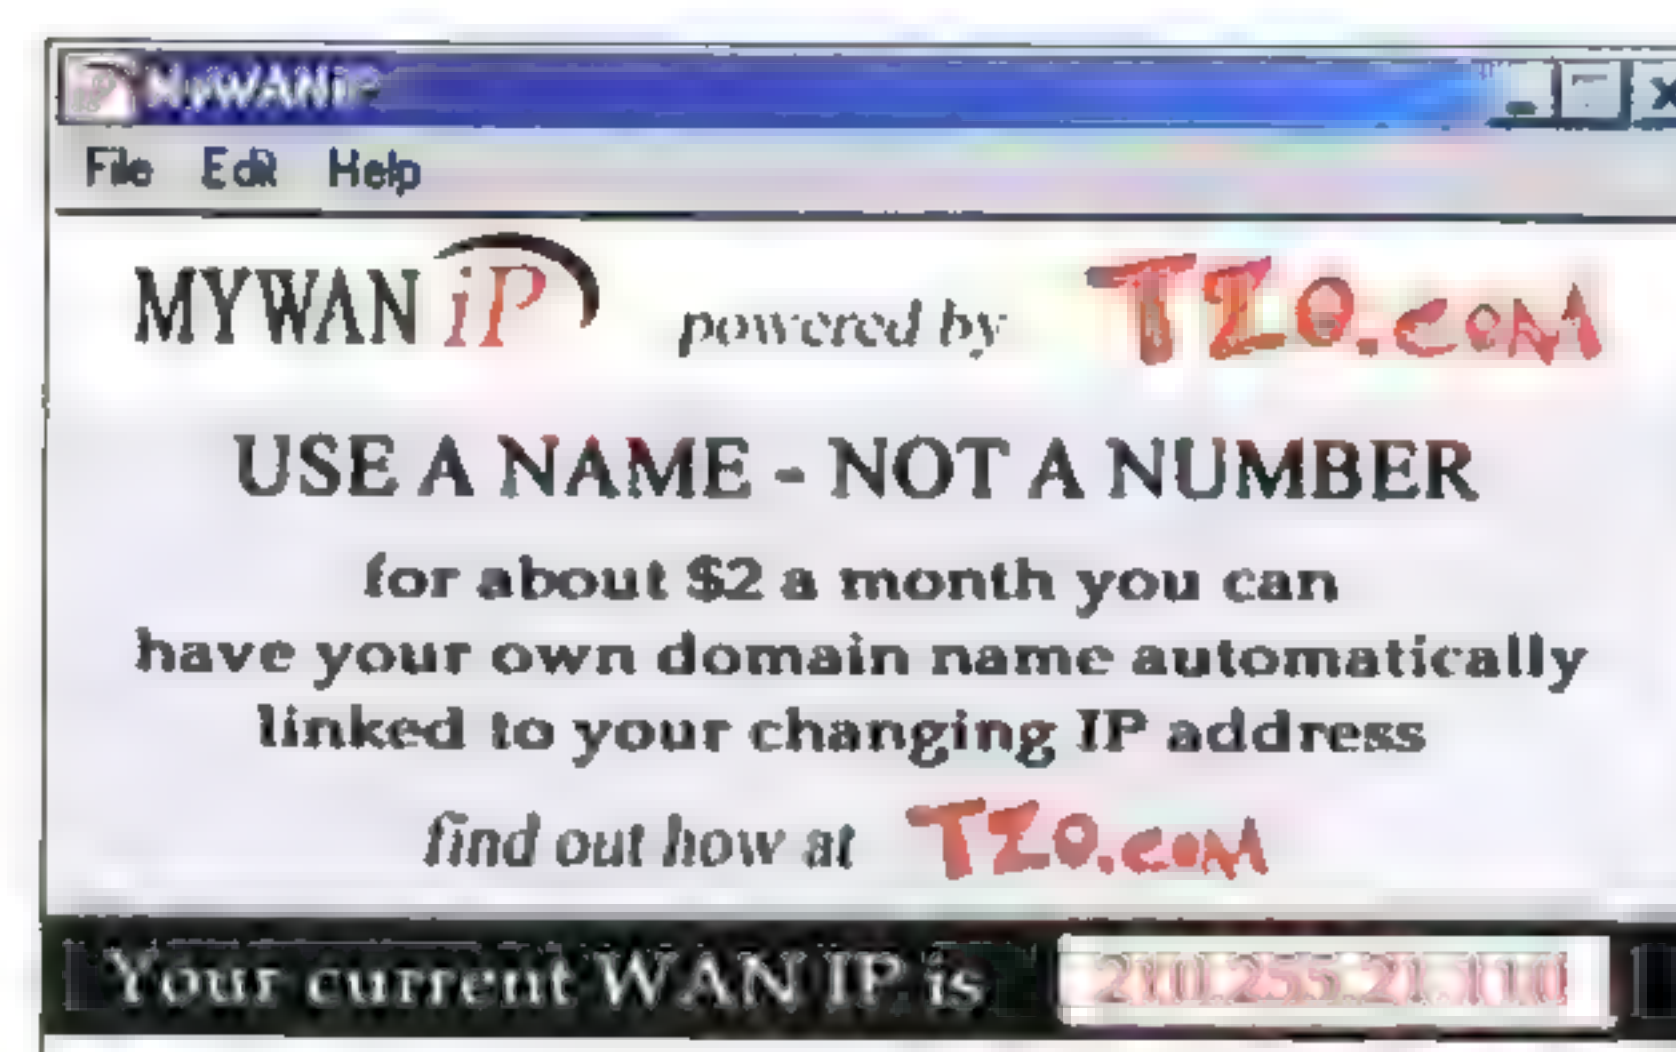 MyWANiP
File Edit Help
MYWAN iP powered by TZO.COM
USE A NAME - NOT A NUMBER
for about $2 a month you can
have your own domain name automatically
linked to your changing IP address
find out how at TZO.COM
Your current WAN IP is